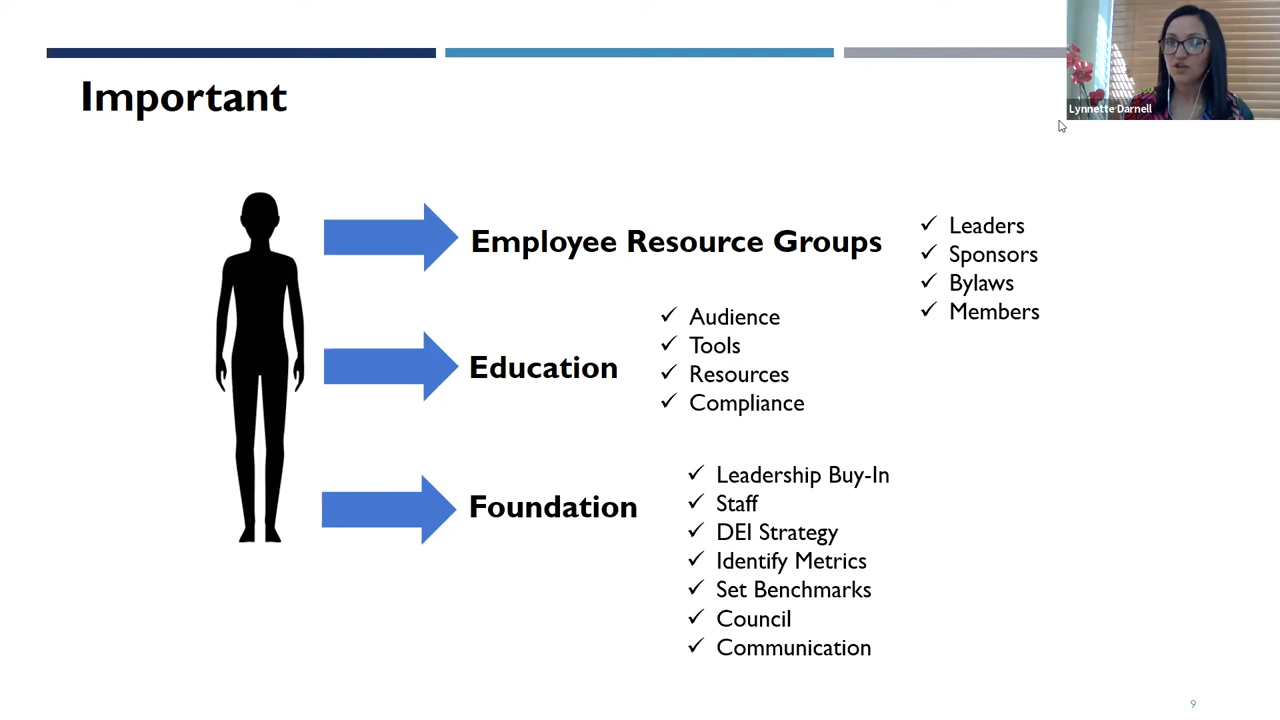 Important
Lynnette Darnell
Employee Resource Groups
Leaders
Sponsors
Bylaws
Members
Education
Audience
Tools
Resources
Compliance
Foundation
Leadership Buy-In
Staff
DEI Strategy
Identify Metrics
Set Benchmarks
Council
Communication
9